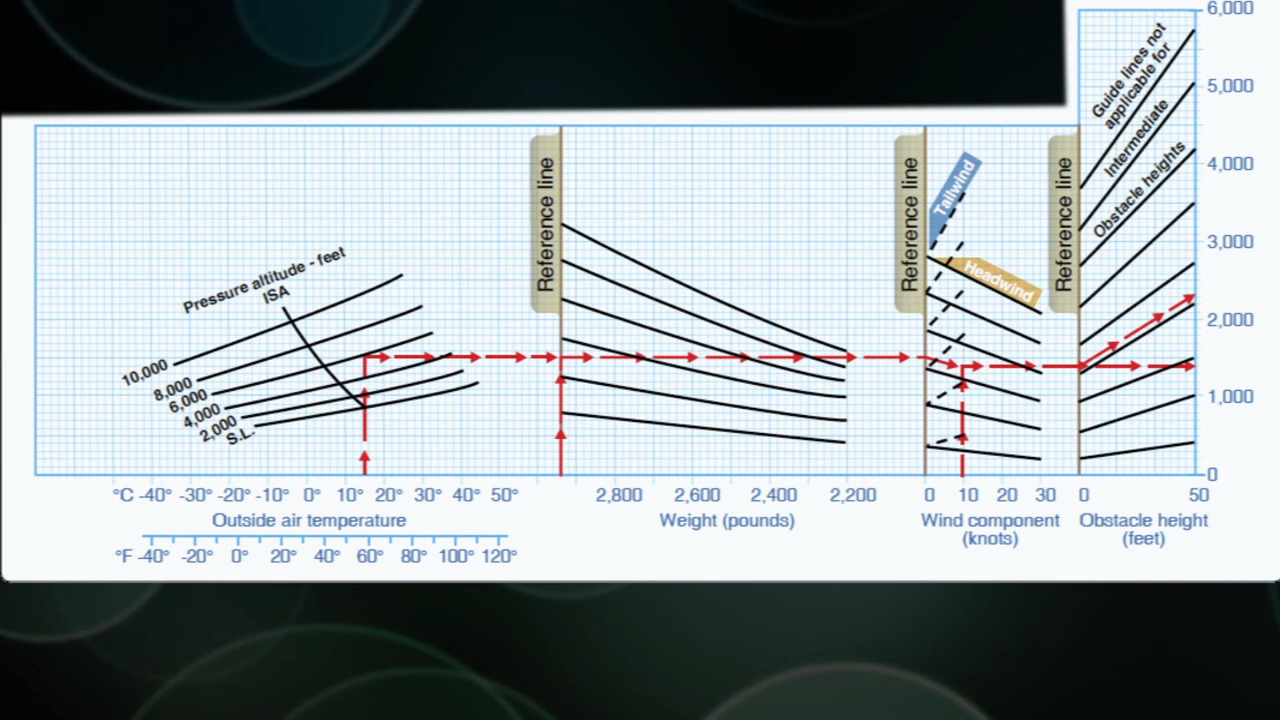 Pressure altitude - feet
ISA
10,000
8,000
6,000
4,000
2,000
S.L.
Reference line
Reference line
Tailwind
Headwind
Reference line
Guide lines not
applicable for
Intermediate
Obstacle heights
6,000
5,000
4,000
3,000
2,000
1,000
0
°C -40° -30° -20° -10° 0° 10° 20° 30° 40° 50°
Outside air temperature
°F -40° -20° 0° 20° 40° 60° 80° 100° 120°
2,800 2,600 2,400 2,200
Weight (pounds)
0 10 20 30
Wind component
(knots)
0 50
Obstacle height
(feet)